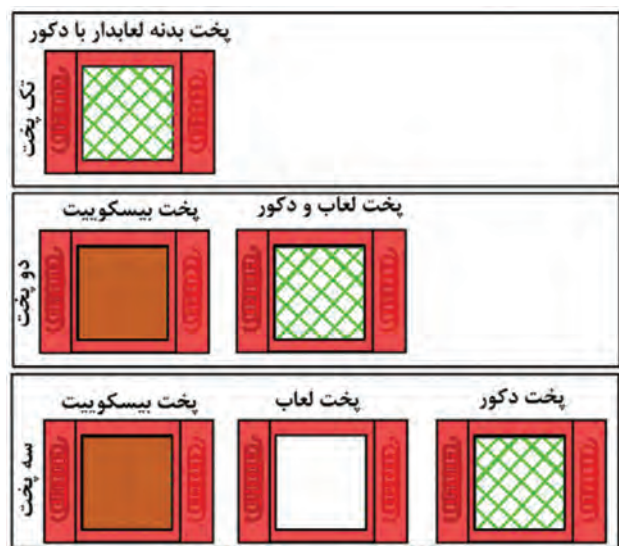 پخت بدنه لعابدار با دکور
تک پخت
پخت بیسکوییت
پخت لعاب و دکور
دو پخت
پخت بیسکوییت
پخت لعاب
پخت دکور
سه پخت